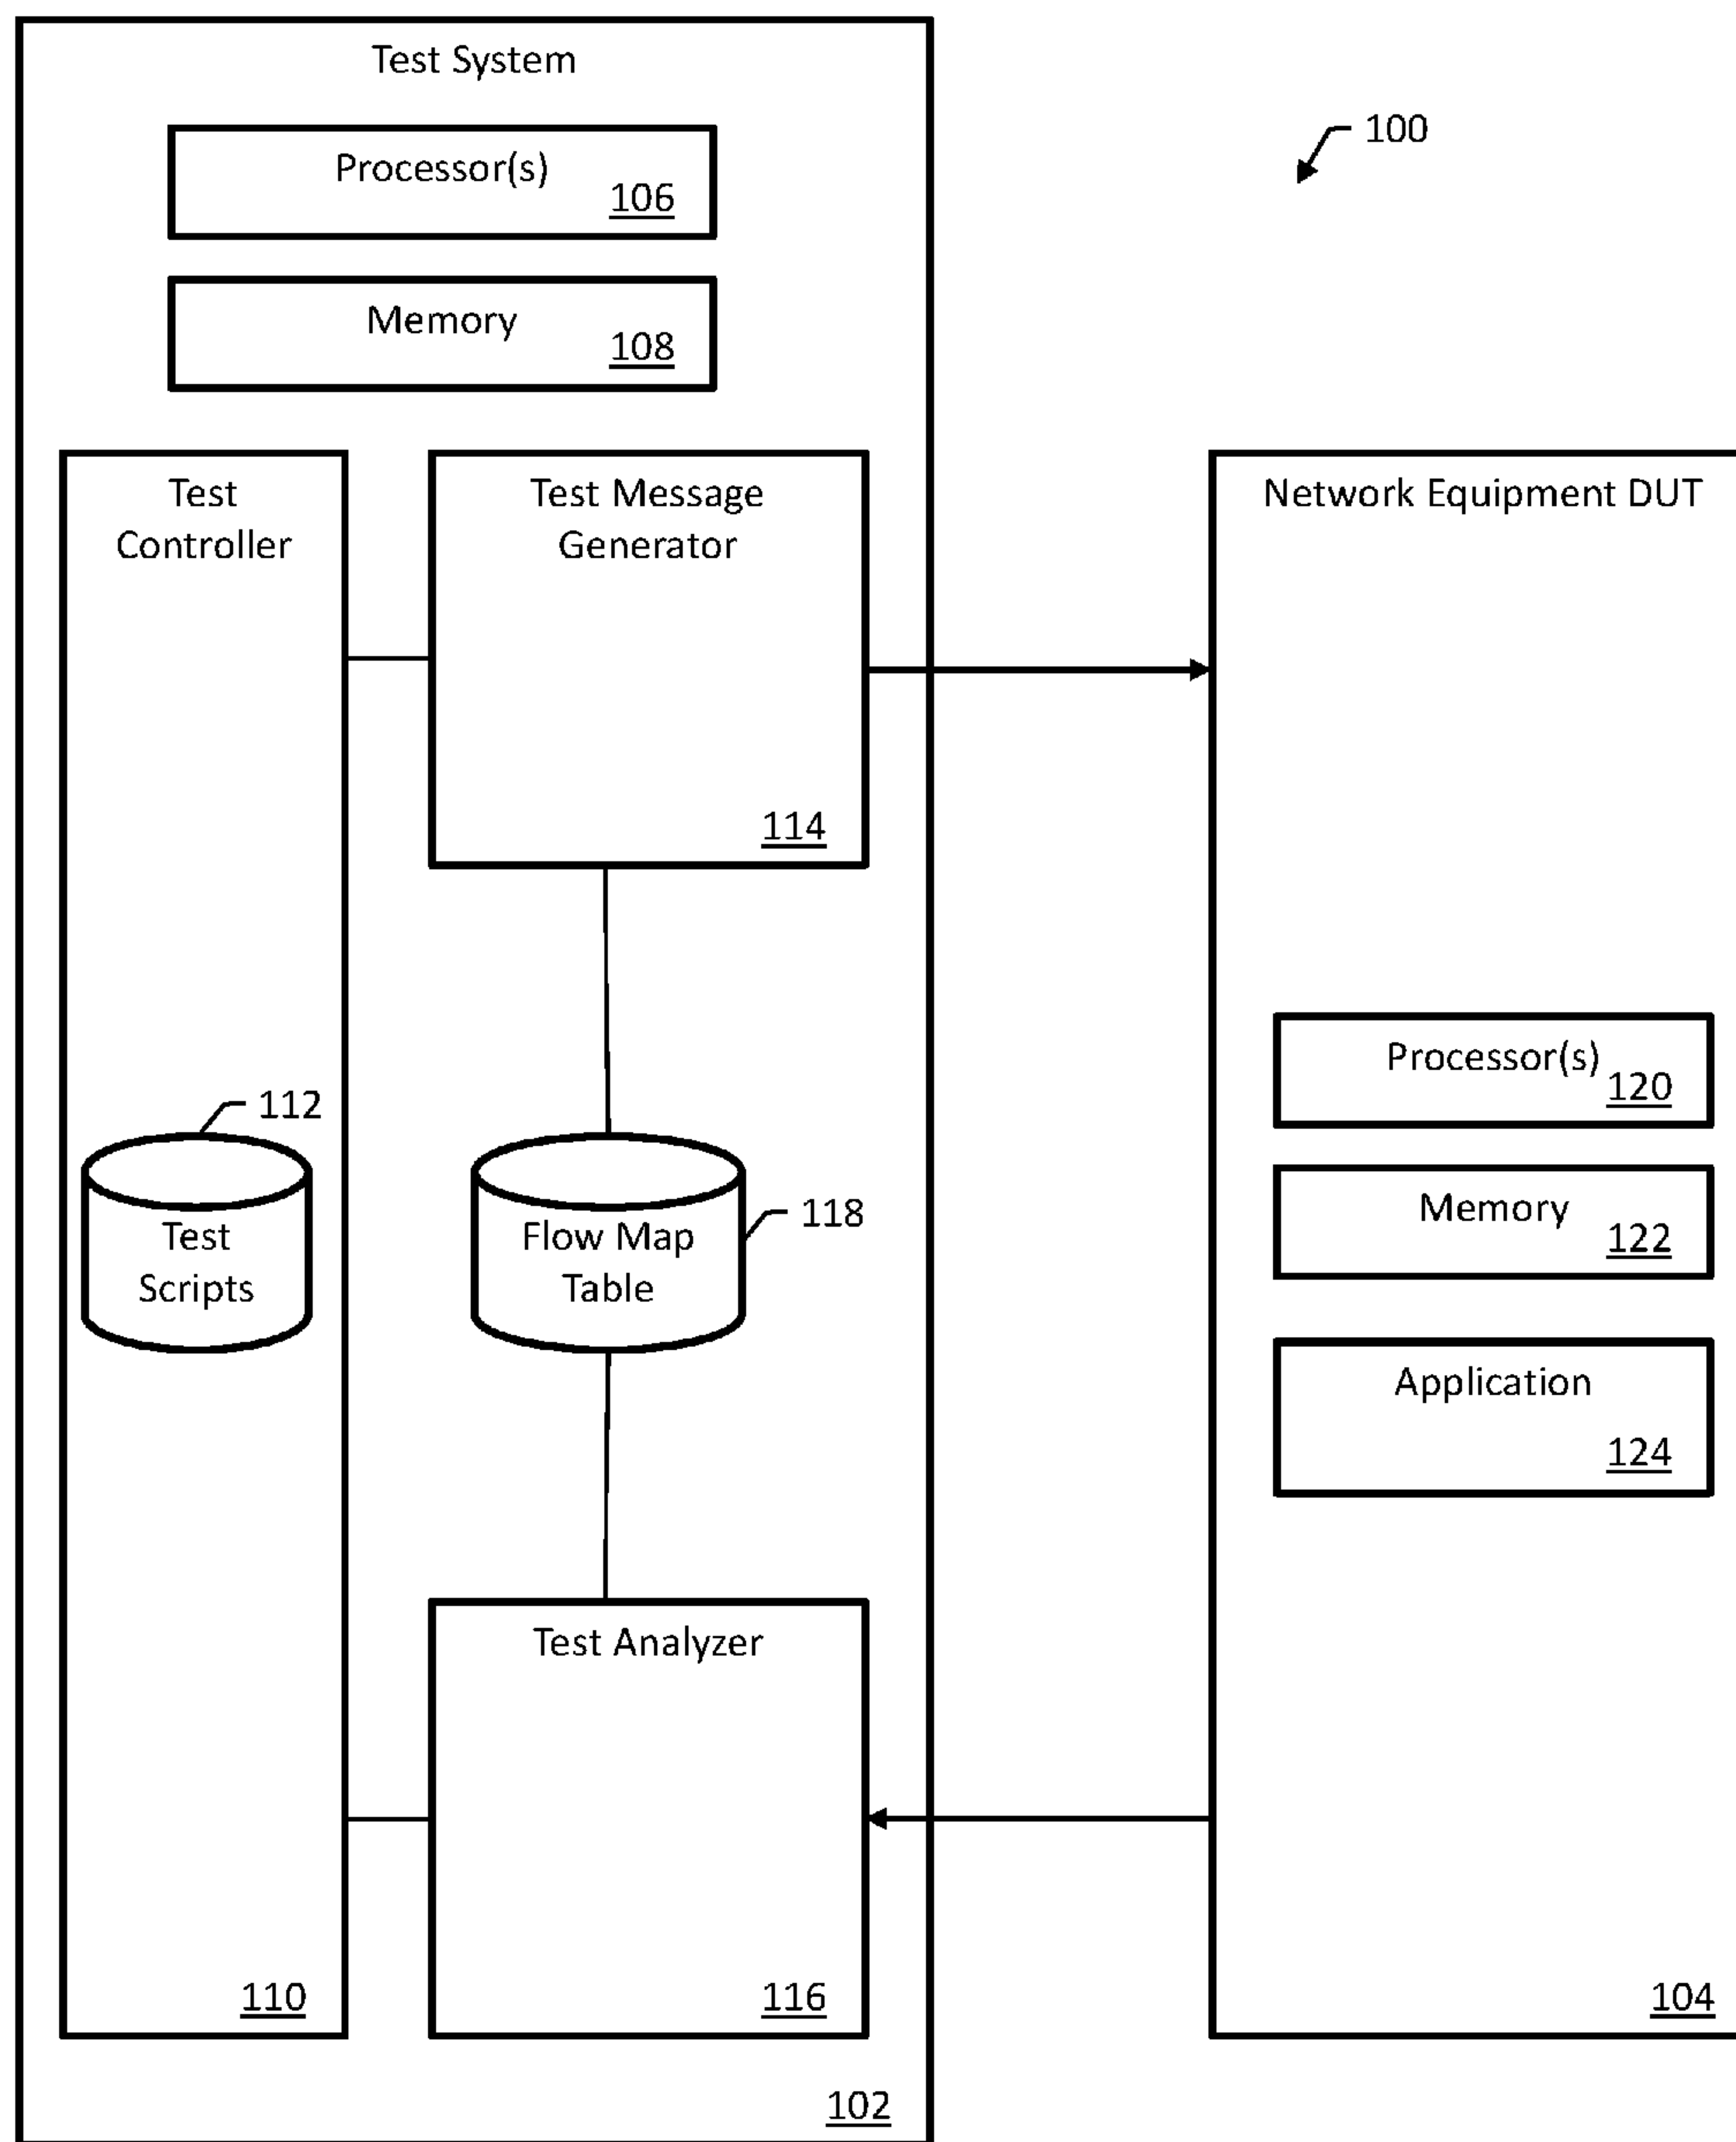 Test System
Processor(s)
106
Memory
108
100
Test
Controller
Test Message
Generator
114
Network Equipment DUT
112
Test
Scripts
Flow Map
Table
118
Processor(s)
120
Memory
122
Application
124
Test Analyzer
110
116
104
102